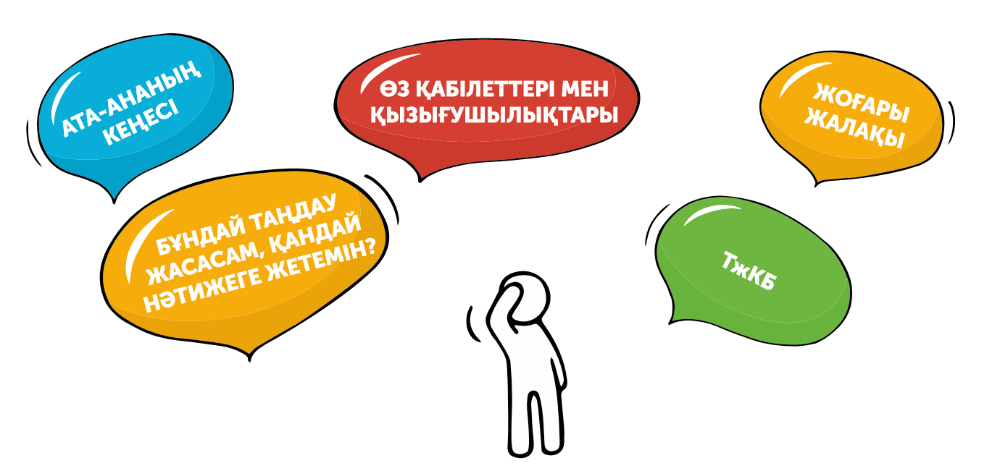 АТА-АНАНЫҢ
КЕҢЕСІ
ӨЗ ҚАБІЛЕТТЕРІ МЕН
ҚЫЗЫҒУШЫЛЫҚТАРЫ
ЖОҒАРЫ
ЖАЛАҚЫ
БҰНДАЙ ТАҢДАУ
ЖАСАСАМ, ҚАНДАЙ
НӘТИЖЕГЕ ЖЕТЕМІН?
ТжКБ